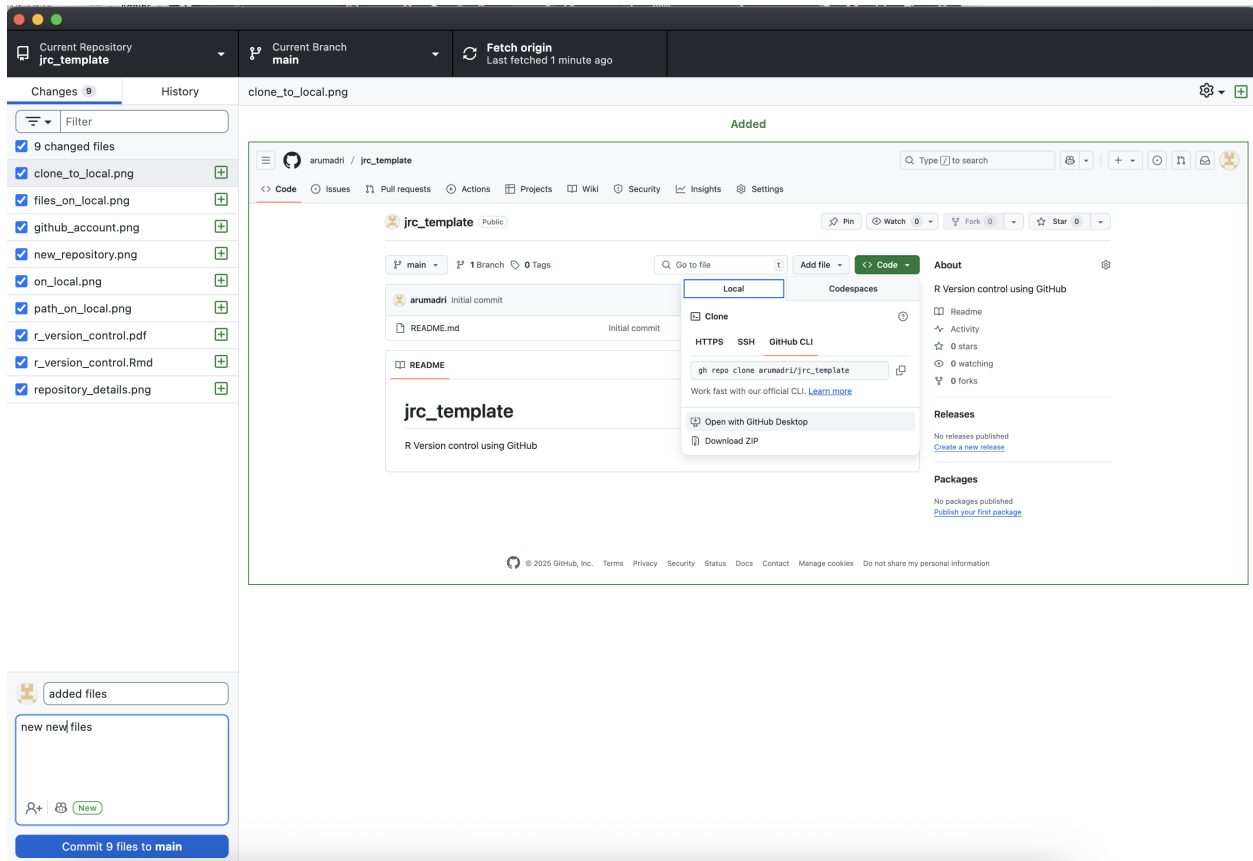 Current Repository
jrc_template
Current Branch
main
Fetch origin
Last fetched 1 minute ago
Changes 9
History
clone_to_local.png
Filter
9 changed files
clone_to_local.png
files_on_local.png
github_account.png
new_repository.png
on_local.png
path_on_local.png
r_version_control.pdf
r_version_control.Rmd
repository_details.png
Added
arumadri / jrc_template
Type / to search
Code Issues Pull requests Actions Projects Wiki Security Insights Settings
jrc_template Public
Pin Watch 0 Fork 0 Star 0
main 1 Branch 0 Tags
Go to file t
Add file
Code
arumadri Initial commit
README.md Initial commit
README
jrc_template
R Version control using GitHub
Local Codespaces
Clone
HTTPS SSH GitHub CLI
gh repo clone arumadri/jrc_template
Work fast with our official CLI. Learn more
Open with GitHub Desktop
Download ZIP
About
R Version control using GitHub
Readme
Activity
0 stars
0 watching
0 forks
Releases
No releases published
Create a new release
Packages
No packages published
Publish your first package
© 2025 GitHub, Inc. Terms Privacy Security Status Docs Contact Manage cookies Do not share my personal information
added files
new new files
New
Commit 9 files to main